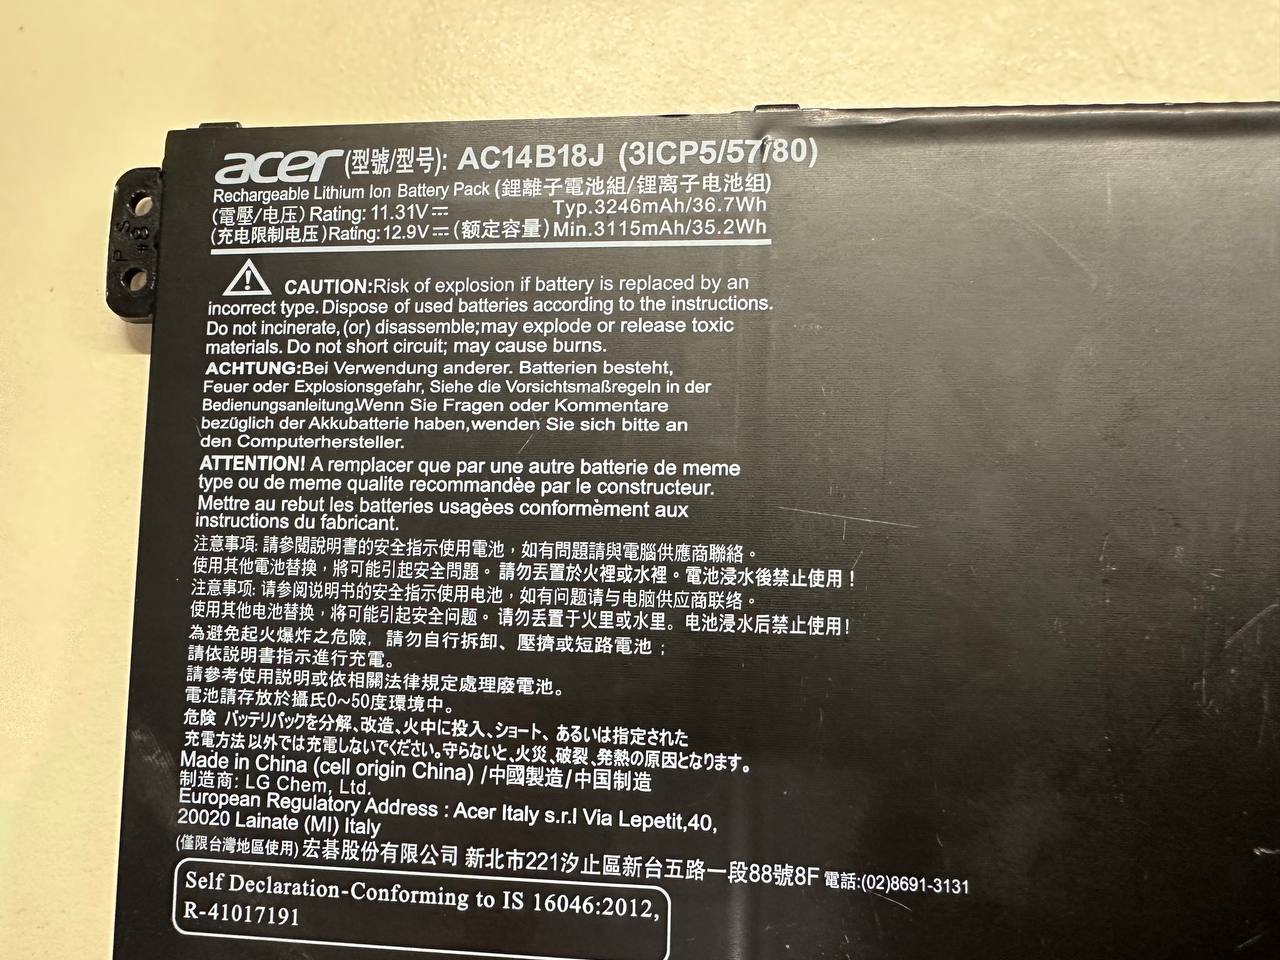 acer (型號/型号): AC14B18J (3ICP5/57/80)
Rechargeable Lithium Ion Battery Pack (鋰離子電池組/锂离子电池组)
(電壓/电压) Rating: 11.31V⎓ Typ.3246mAh/36.7Wh
(充电限制电压)Rating:12.9V⎓ (额定容量) Min.3115mAh/35.2Wh
CAUTION:Risk of explosion if battery is replaced by an
incorrect type. Dispose of used batteries according to the instructions.
Do not incinerate, (or) disassemble;may explode or release toxic
materials. Do not short circuit; may cause burns.
ACHTUNG:Bei Verwendung anderer. Batterien besteht,
Feuer oder Explosionsgefahr, Siehe die Vorsichtsmaßregeln in der
Bedienungsanleitung.Wenn Sie Fragen oder Kommentare
bezüglich der Akkubatterie haben,wenden Sie sich bitte an
den Computerhersteller.
ATTENTION! A remplacer que par une autre batterie de meme
type ou de meme qualite recommandèe par le constructeur.
Mettre au rebut les batteries usagèes conformèment aux
instructions du fabricant.
注意事項: 請參閱說明書的安全指示使用電池，如有問題請與電腦供應商聯絡。
使用其他電池替換，將可能引起安全問題。請勿丟置於火裡或水裡。電池浸水後禁止使用！
注意事项: 请参阅说明书的安全指示使用电池，如有问题请与电脑供应商联络。
使用其他电池替换，将可能引起安全问题。请勿丢置于火里或水里。电池浸水后禁止使用!
為避免起火爆炸之危險，請勿自行拆卸、壓擠或短路電池；
請依説明書指示進行充電。
請參考使用説明或依相關法律規定處理廢電池。
電池請存放於攝氏0~50度環境中。
危険 バッテリパックを分解、改造、火中に投入、ショート、あるいは指定された
充電方法以外では充電しないでください。守らないと、火災、破裂、発熱の原因となります。
Made in China (cell origin China) /中國製造/中国制造
制造商: LG Chem, Ltd.
European Regulatory Address : Acer Italy s.r.l Via Lepetit,40,
20020 Lainate (MI) Italy
(僅限台灣地區使用) 宏碁股份有限公司 新北市221汐止區新台五路一段88號8F 電話:(02)8691-3131
Self Declaration-Conforming to IS 16046:2012,
R-41017191